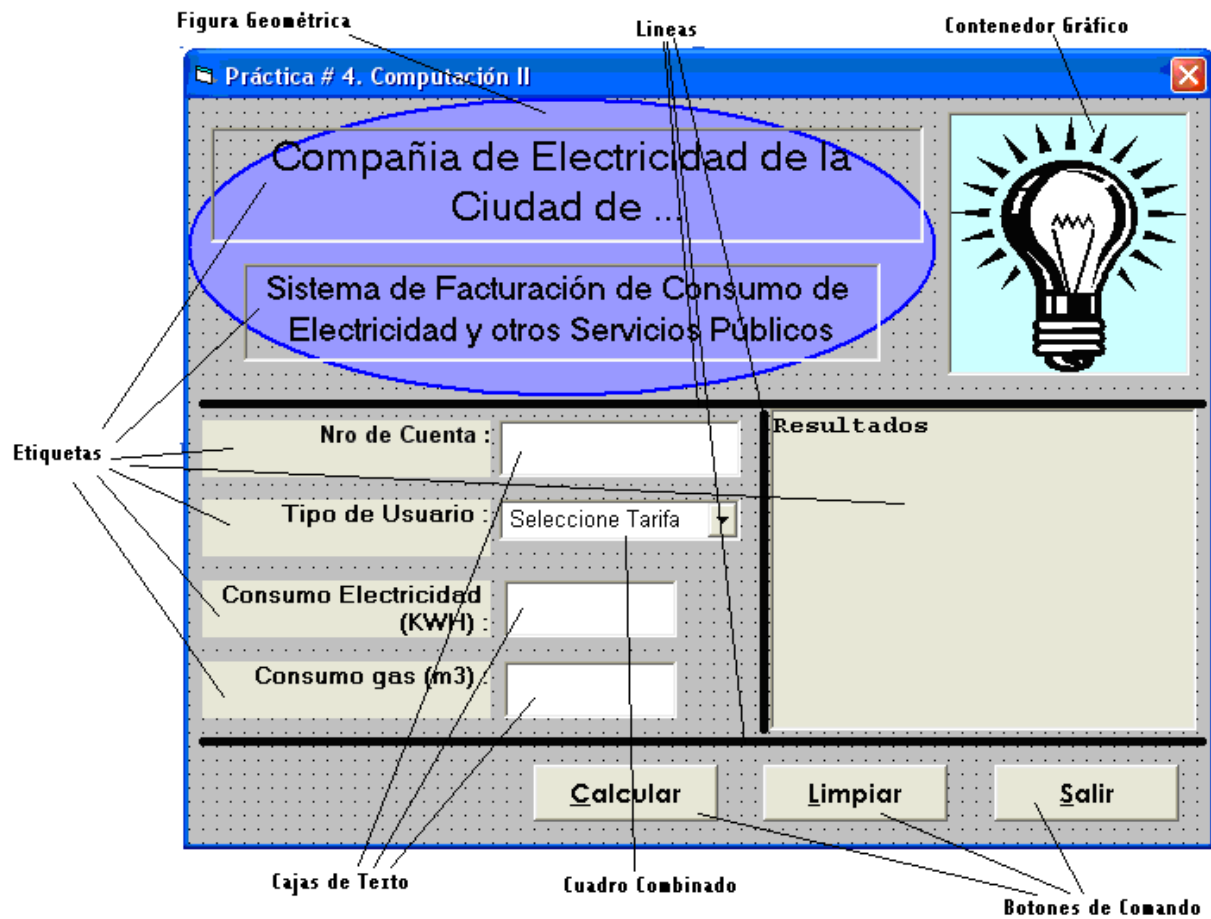 Figura Geométrica
Lineas
Contenedor Gráfico
Práctica # 4. Computación II
Compañia de Electricidad de la
Ciudad de ...
Sistema de Facturación de Consumo de
Electricidad y otros Servicios Públicos
Etiquetas
Nro de Cuenta :
Resultados
Tipo de Usuario :
Seleccione Tarifa
Consumo Electricidad
(KWH) :
Consumo gas (m3) :
Calcular
Limpiar
Salir
Cajas de Texto
Cuadro Combinado
Botones de Comando